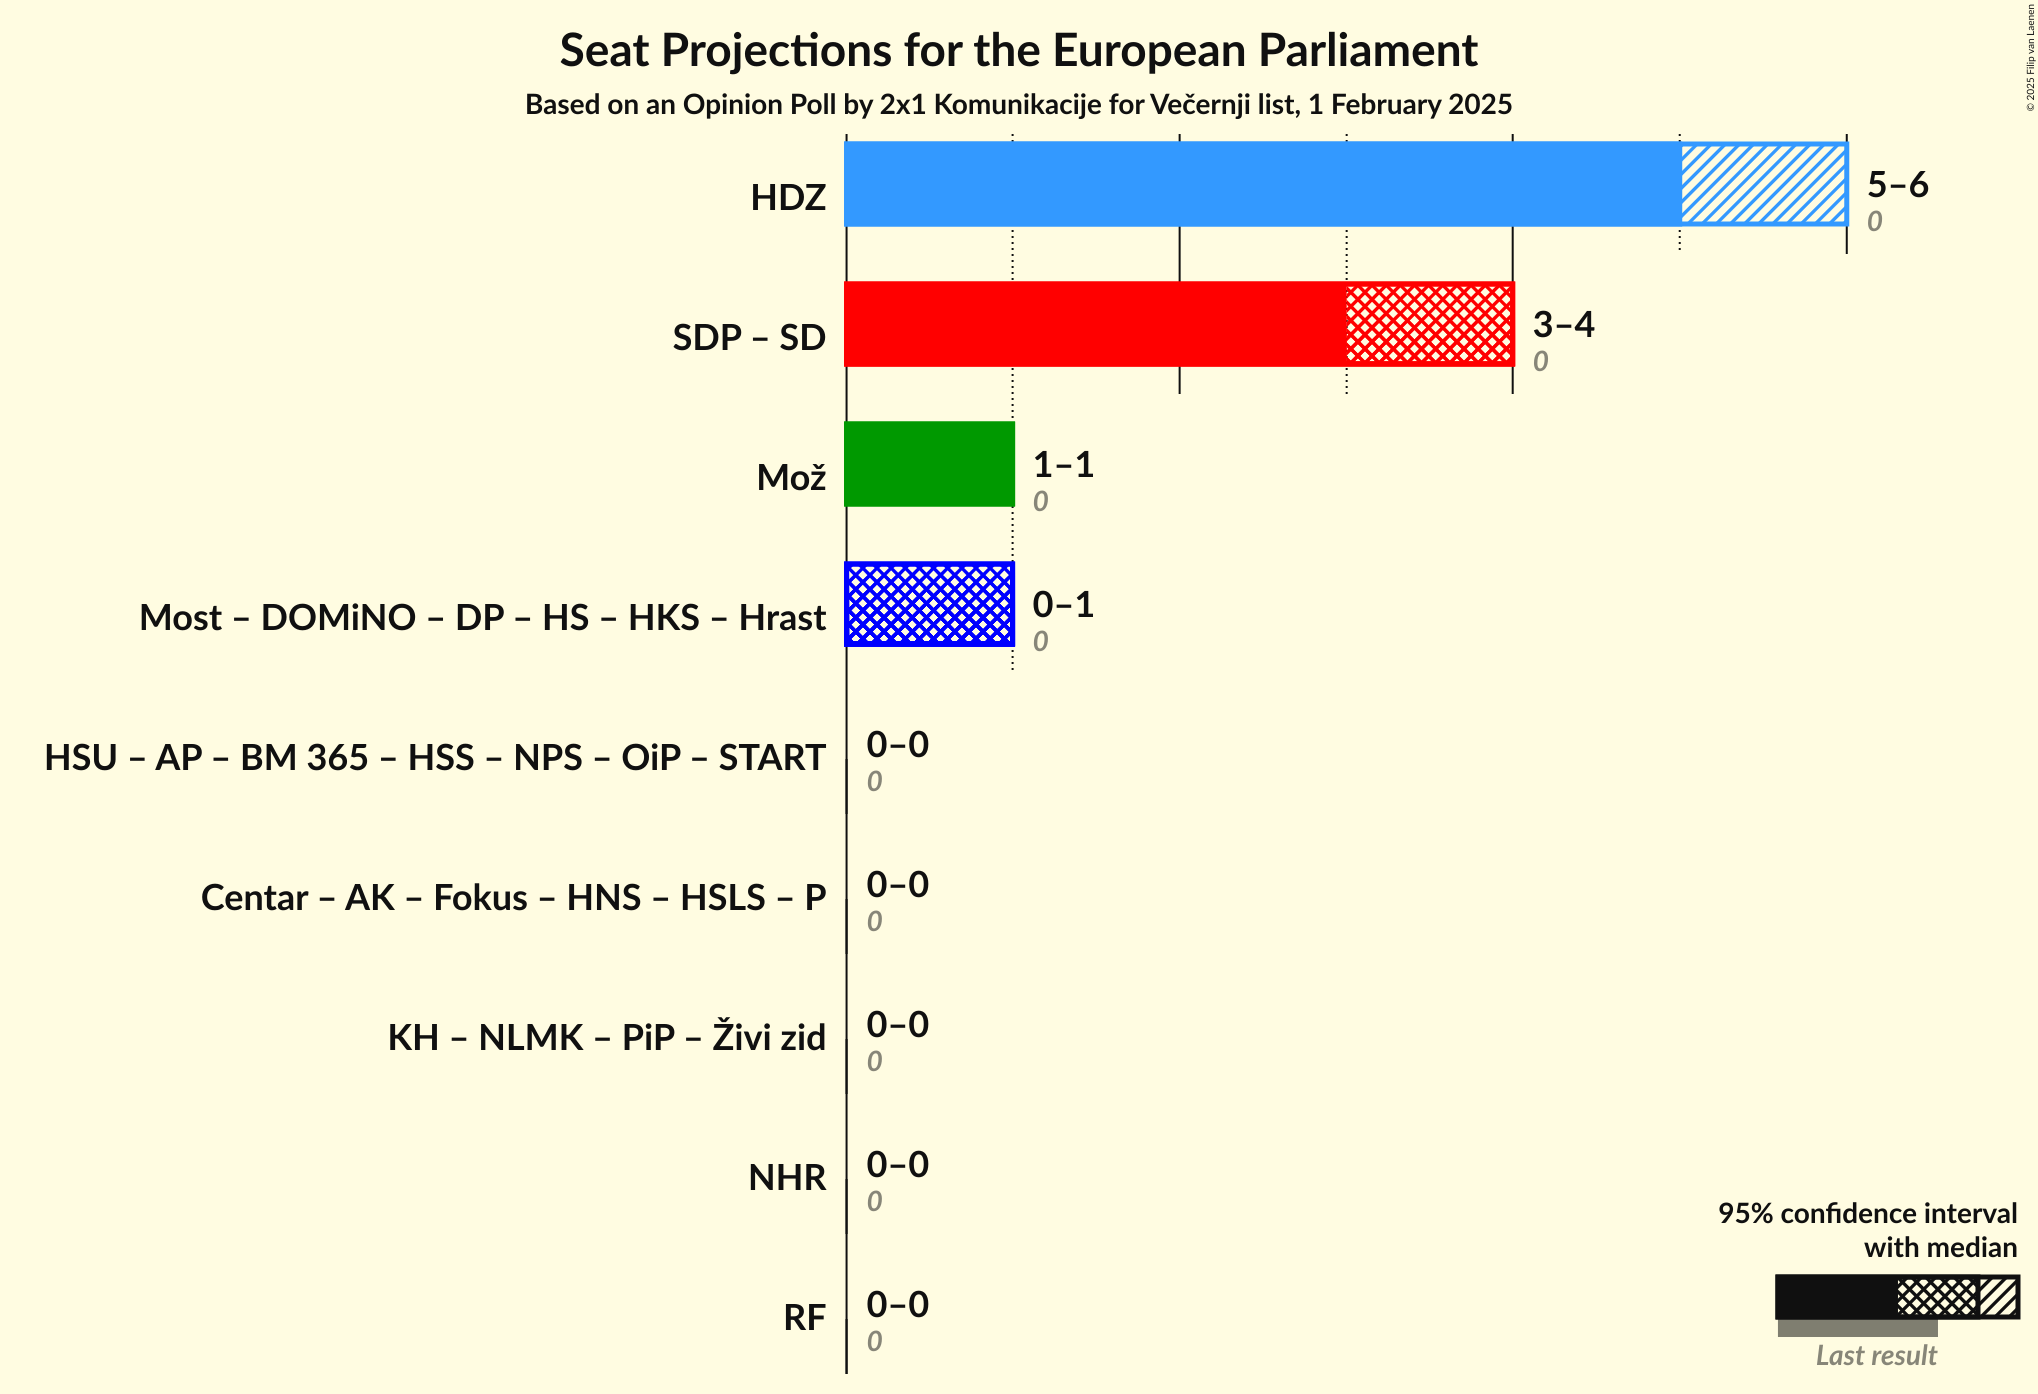 Seat Projections for the European Parliament
Based on an Opinion Poll by 2x1 Komunikacije for Večernji list, 1 February 2025
© 2025 Filip van Laenen
HDZ
5–6
0
SDP – SD
3–4
0
Mož
1–1
0
Most – DOMiNO – DP – HS – HKS – Hrast
0–1
0
HSU – AP – BM 365 – HSS – NPS – OiP – START
0–0
0
Centar – AK – Fokus – HNS – HSLS – P
0–0
0
KH – NLMK – PiP – Živi zid
0–0
0
NHR
0–0
0
RF
0–0
0
95% confidence interval
with median
Last result